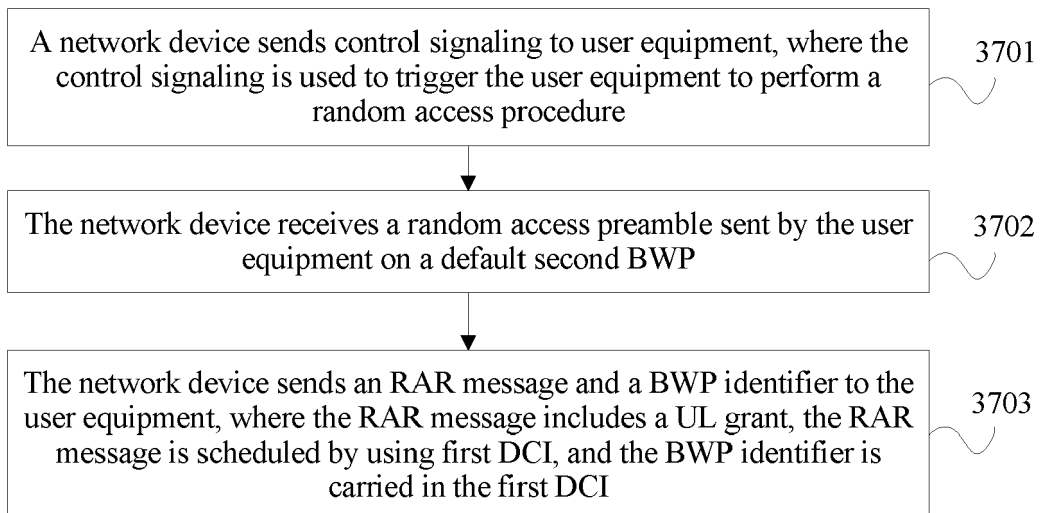 A network device sends control signaling to user equipment, where the
control signaling is used to trigger the user equipment to perform a
random access procedure
3701
The network device receives a random access preamble sent by the user
equipment on a default second BWP
3702
The network device sends an RAR message and a BWP identifier to the
user equipment, where the RAR message includes a UL grant, the RAR
message is scheduled by using first DCI, and the BWP identifier is
carried in the first DCI
3703